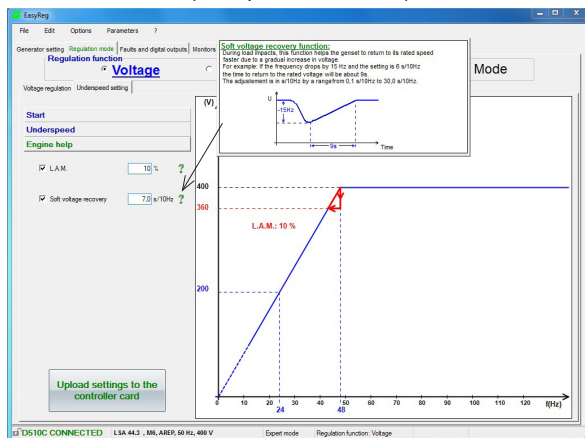 EasyReg
File Edit Options Parameters ?
Generator setting Regulation mode Faults and digital outputs Monitors
Regulation function
Voltage
Mode
Voltage regulation Underspeed setting
Soft voltage recovery function:
During load impacts, this function helps the genset to return to its rated speed
faster due to a gradual increase in voltage.
For example: If the frequency drops by 15 Hz and the setting is 6 s/10Hz
the time to return to the rated voltage will be about 9s.
The adjustement is in s/10Hz by a rangefrom 0,1 s/10Hz to 30,0 s/10Hz.
U
-15Hz
9s
Time
Start
Underspeed
Engine help
L.A.M. 10 % ?
Soft voltage recovery 7,0 s/10Hz ?
(V)
400
360
L.A.M.: 10 %
200
0 10 20 30 40 50 60 70 80 90 100 110 120 f(Hz)
24 48
Upload settings to the
controller card
D510C CONNECTED LSA 44.3 , M6, AREP, 50 Hz, 400 V Expert mode Regulation function: Voltage